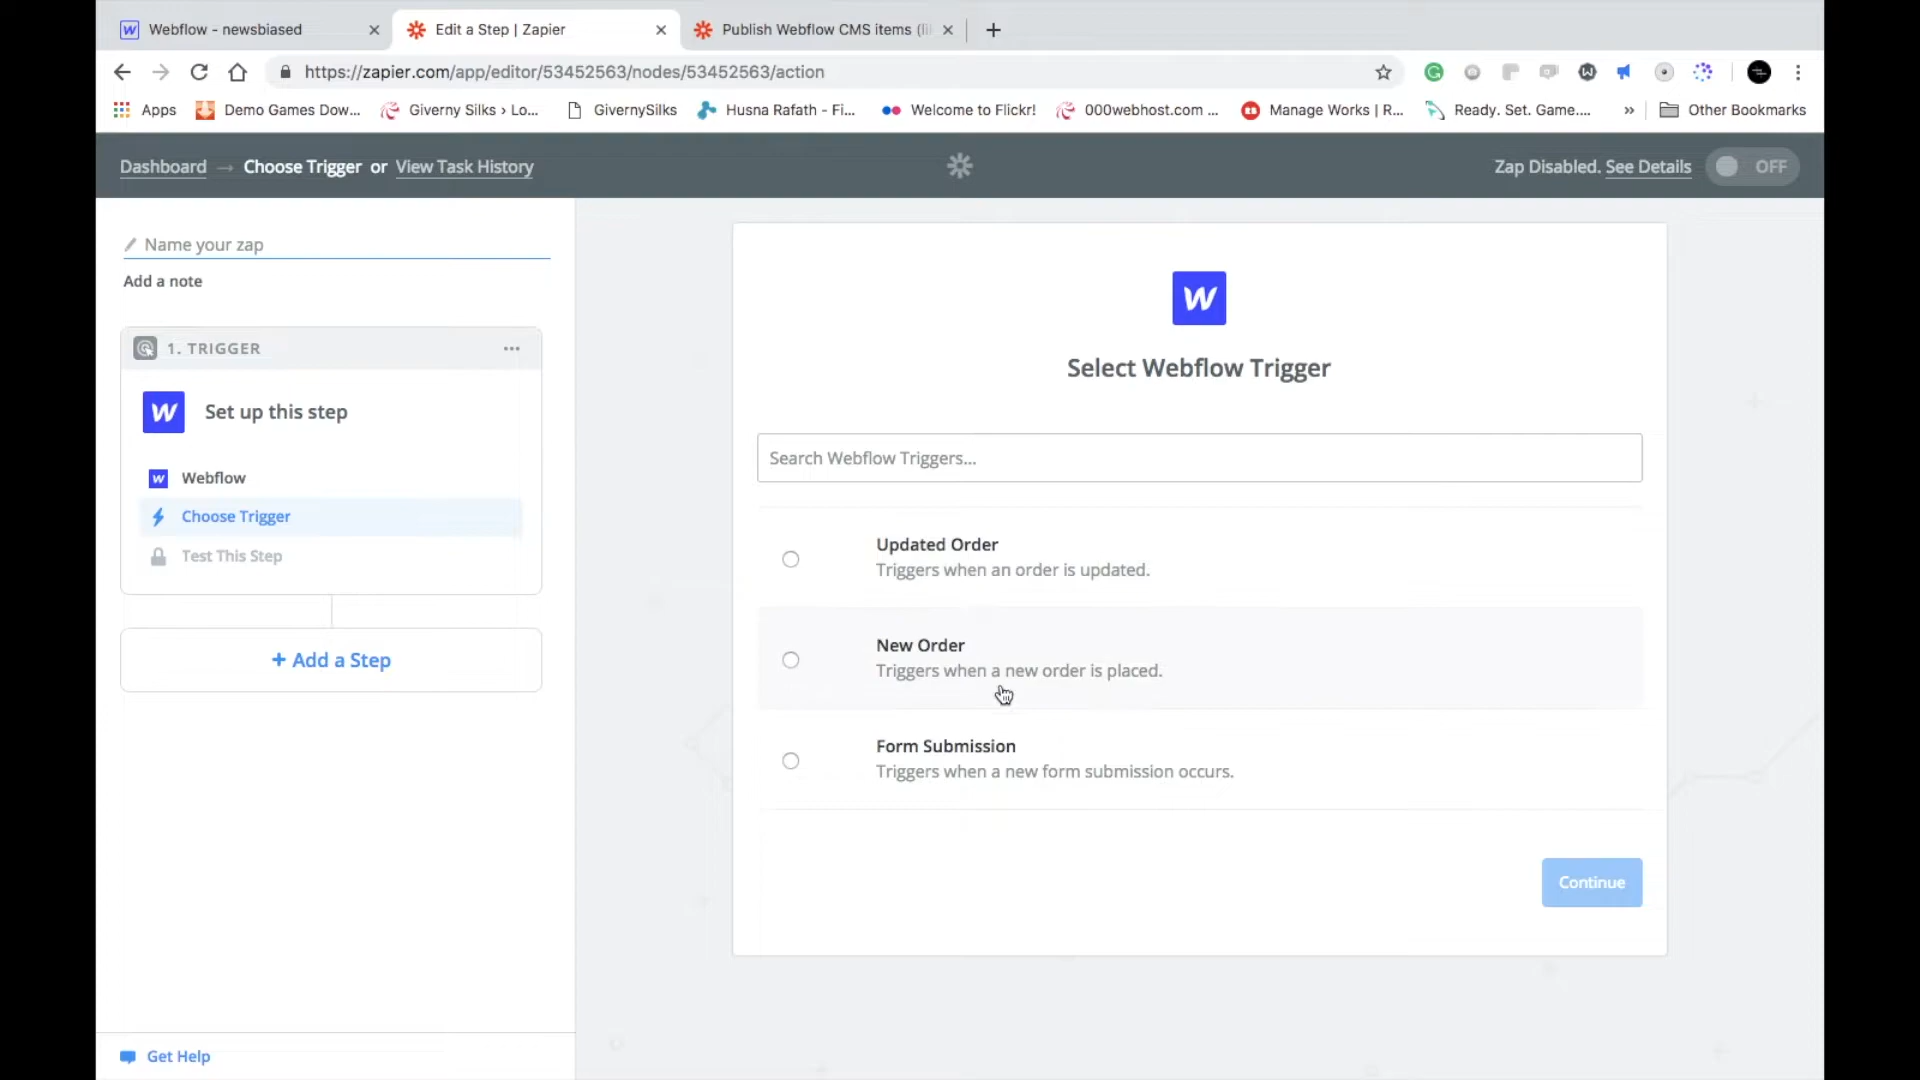 Webflow - newsbiased
Edit a Step | Zapier
Publish Webflow CMS items (li
https://zapier.com/app/editor/53452563/nodes/53452563/action
Apps
Demo Games Dow...
Giverny Silks › Lo...
GivernySilks
Husna Rafath - Fi...
Welcome to Flickr!
000webhost.com ...
Manage Works | R...
Ready. Set. Game....
»
Other Bookmarks
Dashboard → Choose Trigger or View Task History
Zap Disabled. See Details
OFF
Name your zap
Add a note
1. TRIGGER
Set up this step
Webflow
Choose Trigger
Test This Step
+ Add a Step
Get Help
Select Webflow Trigger
Search Webflow Triggers...
Updated Order
Triggers when an order is updated.
New Order
Triggers when a new order is placed.
Form Submission
Triggers when a new form submission occurs.
Continue